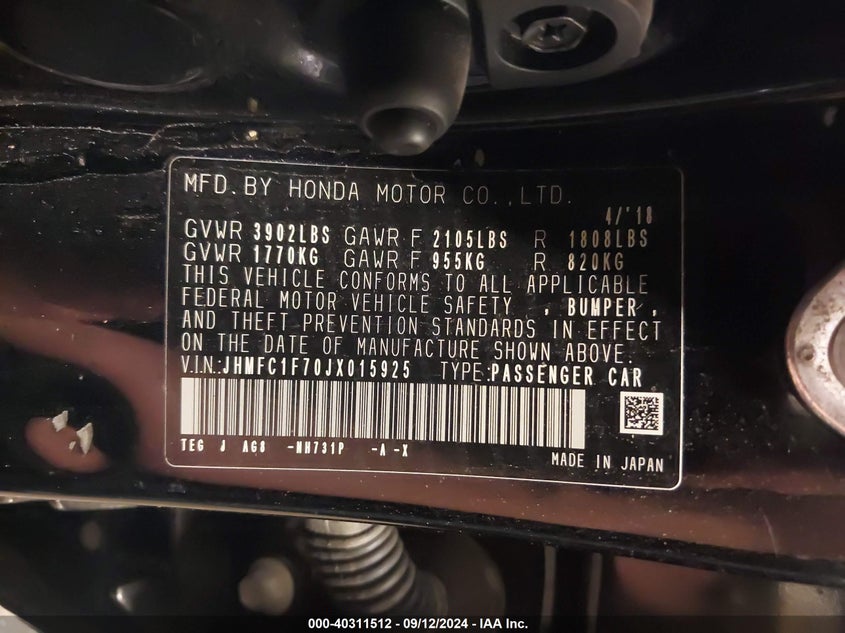 MFD. BY HONDA MOTOR CO., LTD.
4/'18
GVWR 3902LBS GAWR F 2105LBS R 1808LBS
GVWR 1770KG GAWR F 955KG R 820KG
THIS VEHICLE CONFORMS TO ALL APPLICABLE
FEDERAL MOTOR VEHICLE SAFETY , BUMPER ,
AND THEFT PREVENTION STANDARDS IN EFFECT
ON THE DATE OF MANUFACTURE SHOWN ABOVE.
V.I.N.:JHMFC1F70JX015925 TYPE:PASSENGER CAR
TEG J AG8 -NH731P -A -X
MADE IN JAPAN
000-40311512 - 09/12/2024 - IAA Inc.